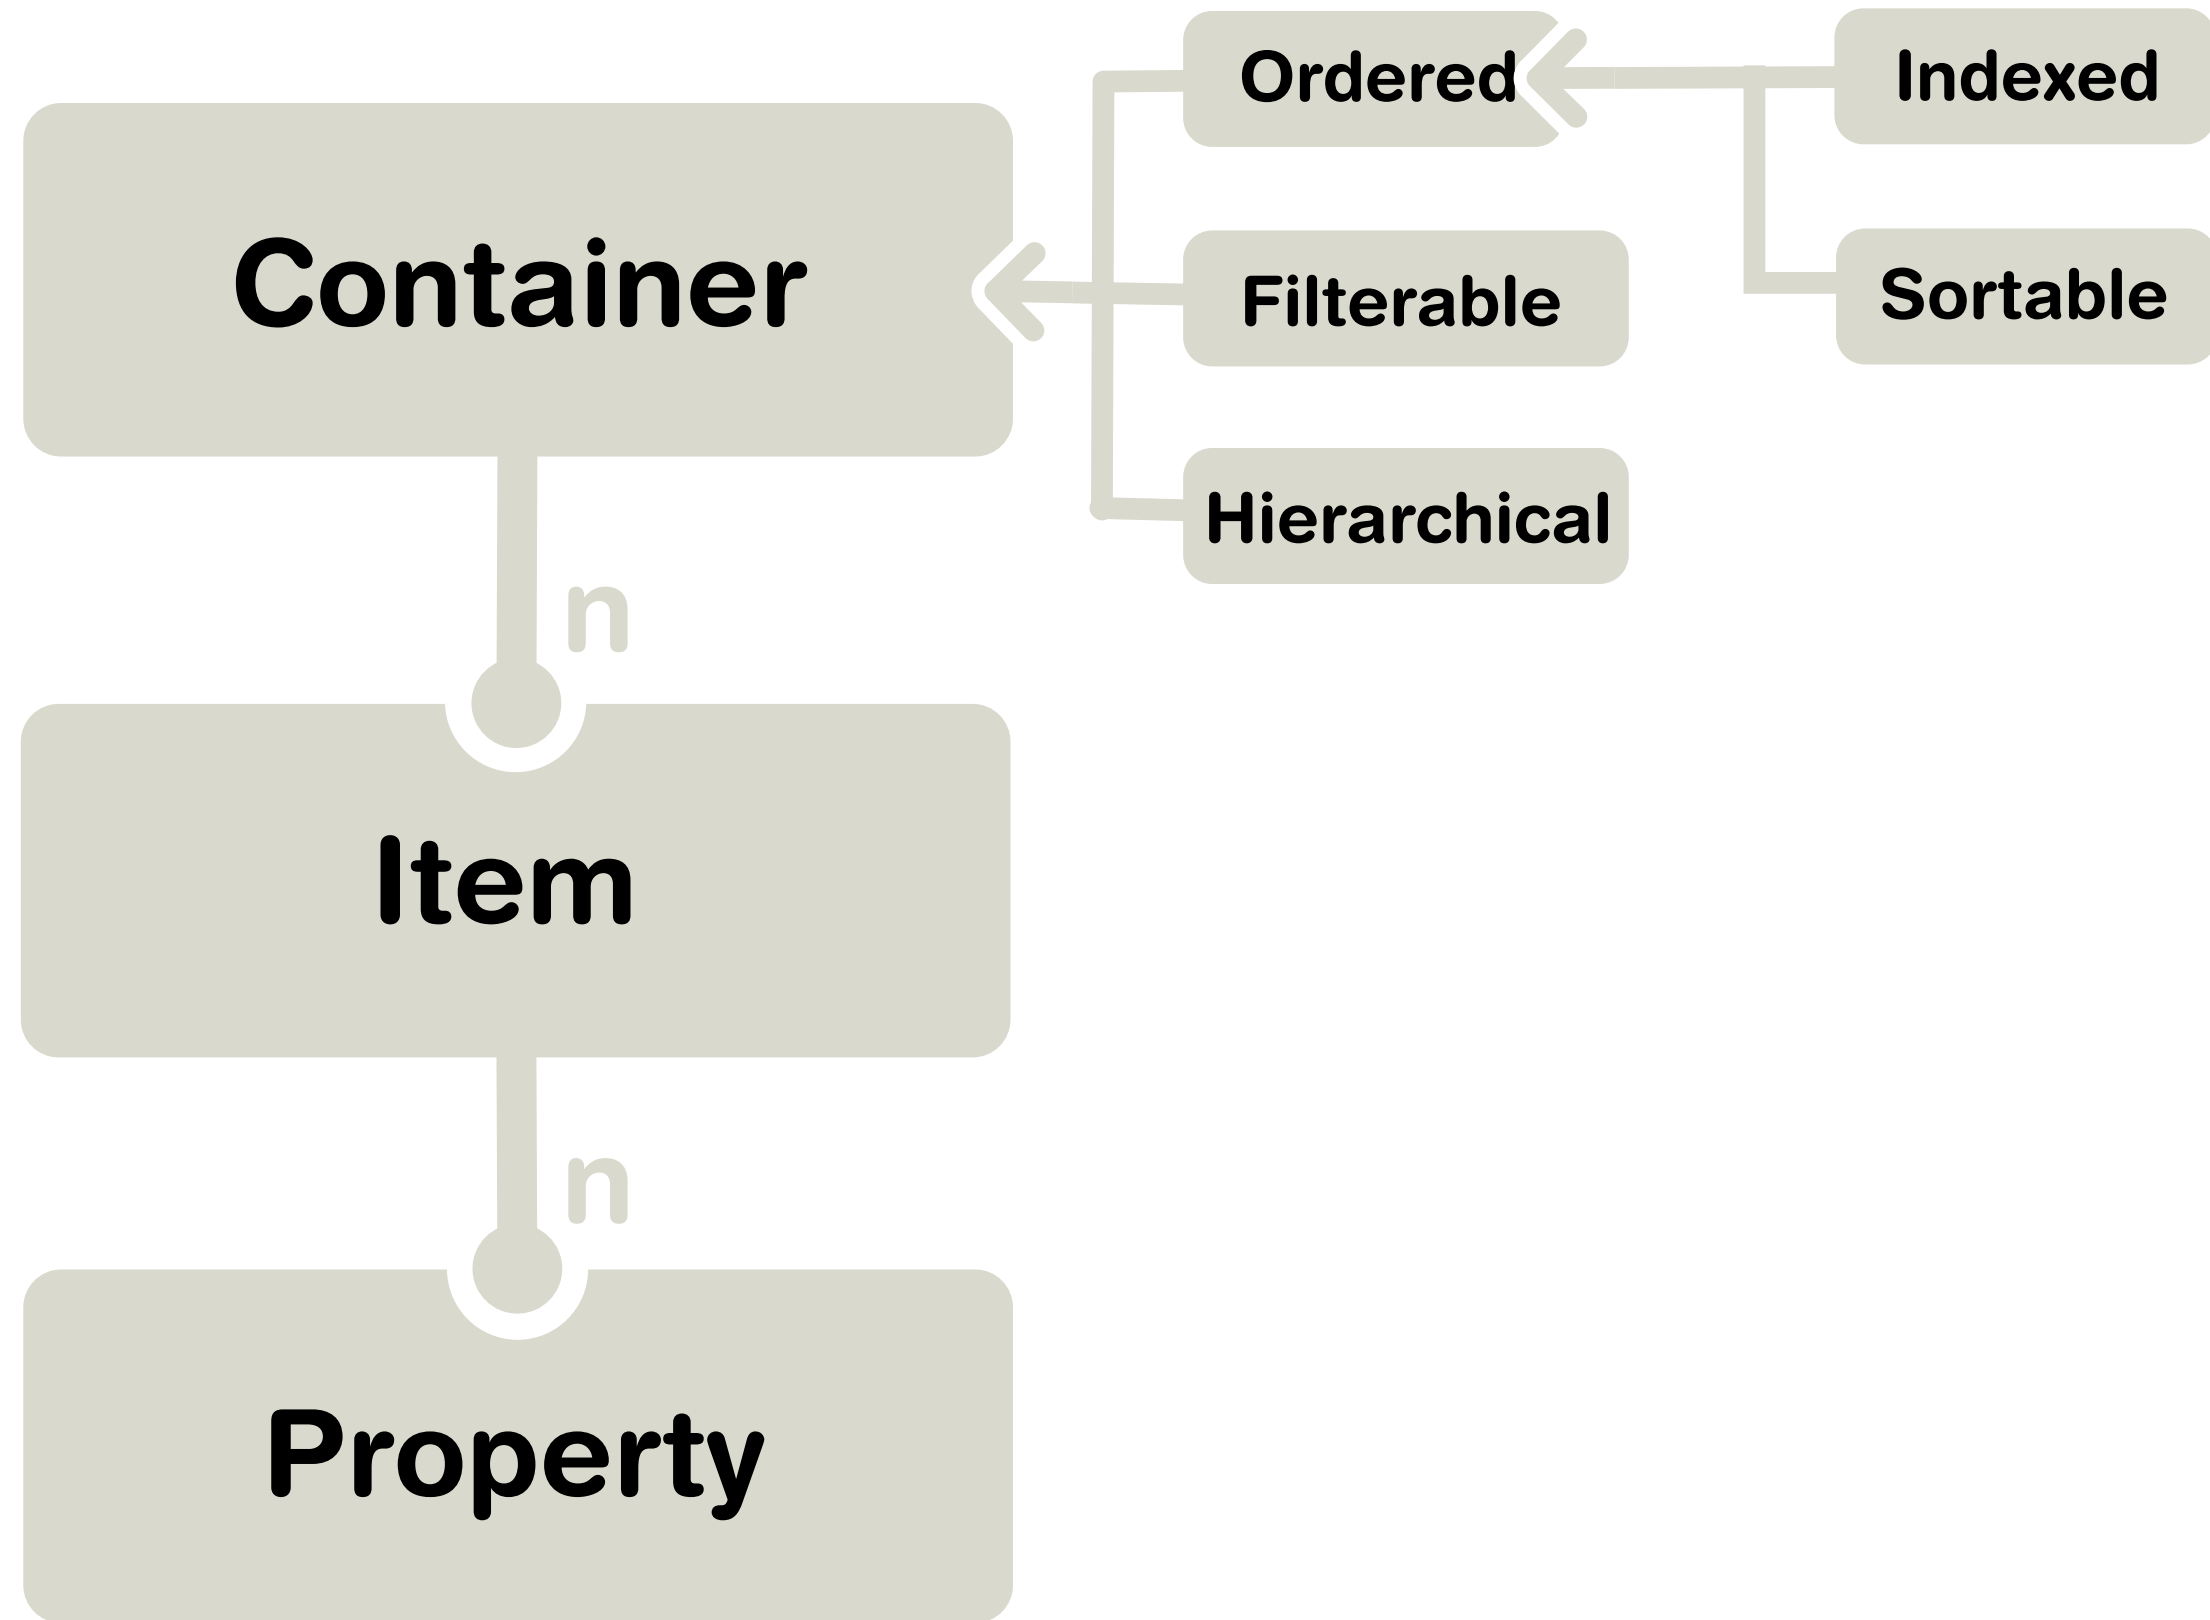 Container
Ordered
Filterable
Hierarchical
Indexed
Sortable
n
Item
n
Property